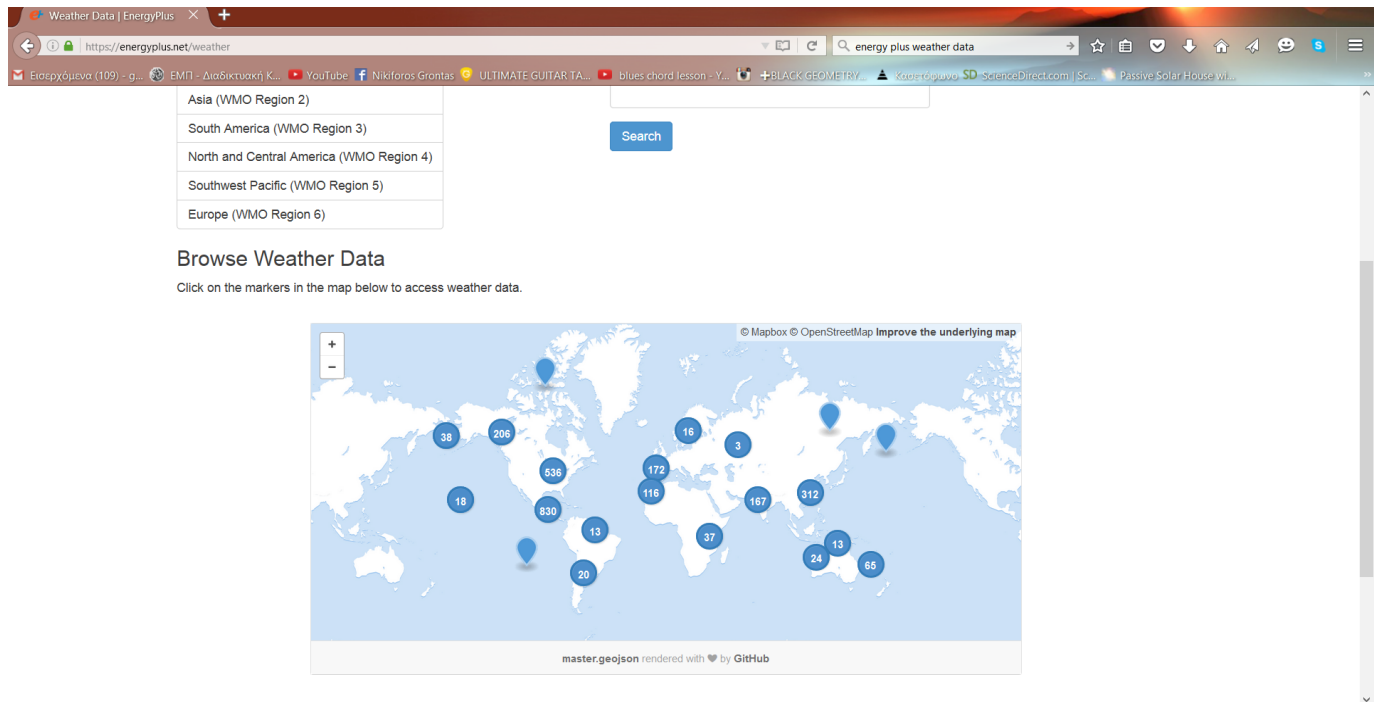 Weather Data | EnergyPlus
https://energyplus.net/weather
energy plus weather data
Εισερχόμενα (109) - g...
ΕΜΠ - Διαδικτυακή Κ...
YouTube
Nikiforos Grontas
ULTIMATE GUITAR TA...
blues chord lesson - Y...
BLACK GEOMETRY...
Καρετόφωνο
ScienceDirect.com | Sc...
Passive Solar House wi...
Asia (WMO Region 2)
South America (WMO Region 3)
North and Central America (WMO Region 4)
Southwest Pacific (WMO Region 5)
Europe (WMO Region 6)
Search
Browse Weather Data
Click on the markers in the map below to access weather data.
+
−
© Mapbox © OpenStreetMap Improve the underlying map
38
206
16
3
536
172
18
116
167
312
830
13
37
13
24
65
20
master.geojson rendered with ❤ by GitHub